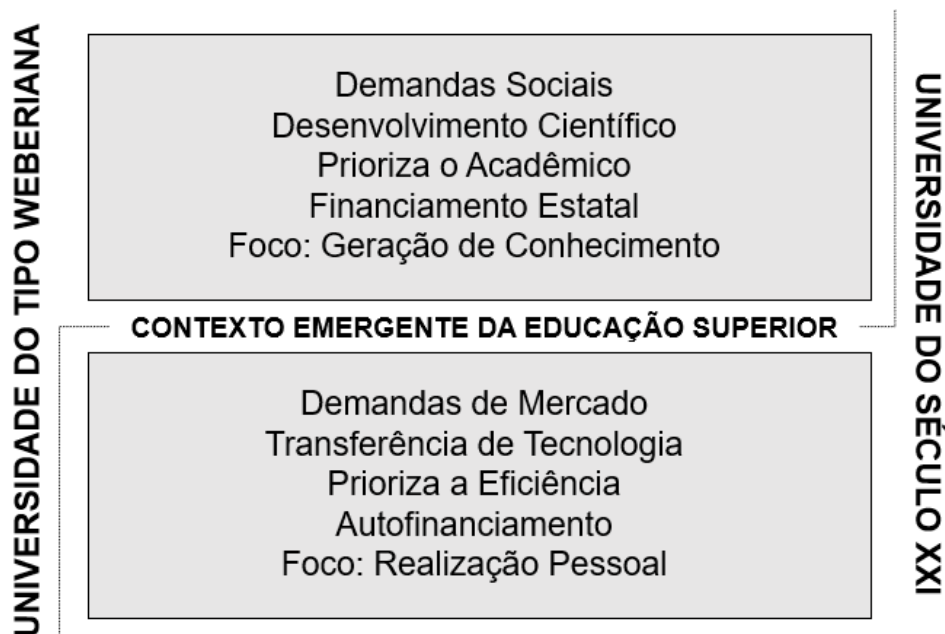 UNIVERSIDADE DO TIPO WEBERIANA
Demandas Sociais
Desenvolvimento Científico
Prioriza o Acadêmico
Financiamento Estatal
Foco: Geração de Conhecimento
CONTEXTO EMERGENTE DA EDUCAÇÃO SUPERIOR
Demandas de Mercado
Transferência de Tecnologia
Prioriza a Eficiência
Autofinanciamento
Foco: Realização Pessoal
UNIVERSIDADE DO SÉCULO XXI